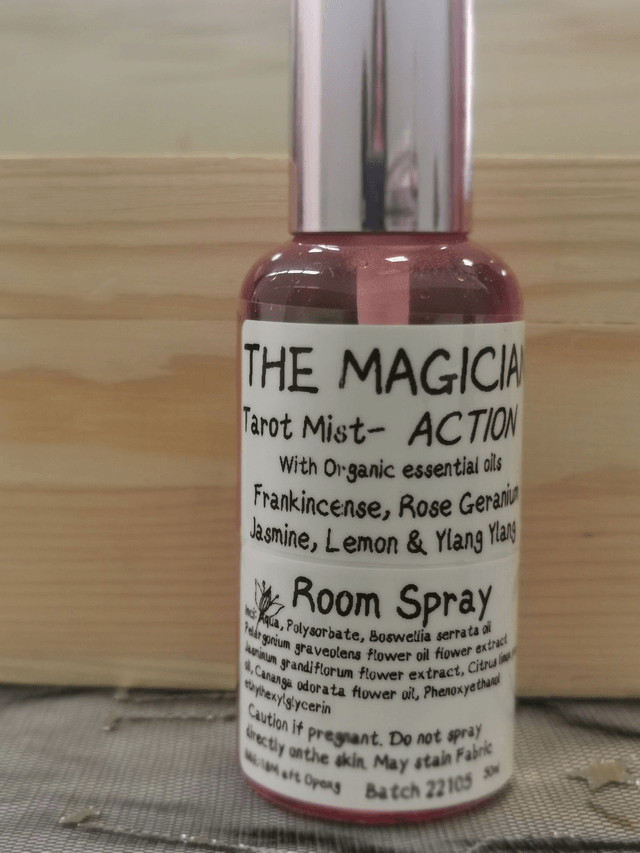 THE MAGICIAN
Tarot Mist- ACTION
With Organic essential oils
Frankincense, Rose Geranium
Jasmine, Lemon & Ylang Ylang
Room Spray
Aqua, Polysorbate, Boswellia serrata oil
Pelargonium graveolens flower oil flower extract
Jasminum grandiflorum flower extract, Citrus
oil, Cananga odorata flower oil, Phenoxyethanol
ethylhexylglycerin
Caution if pregnant. Do not spray
directly onthe skin. May stain Fabric
aft Openg Batch 22105 50ml